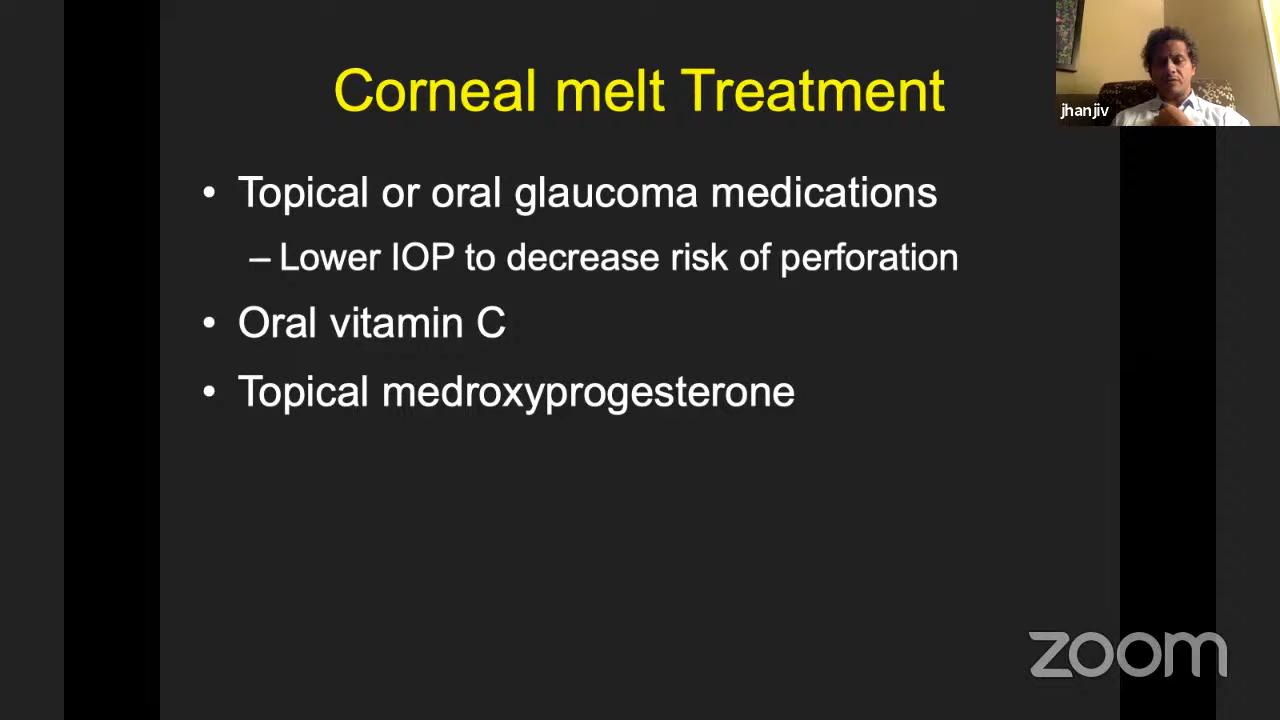 Corneal melt Treatment
jhanjiv
• Topical or oral glaucoma medications
– Lower IOP to decrease risk of perforation
• Oral vitamin C
• Topical medroxyprogesterone
zoom